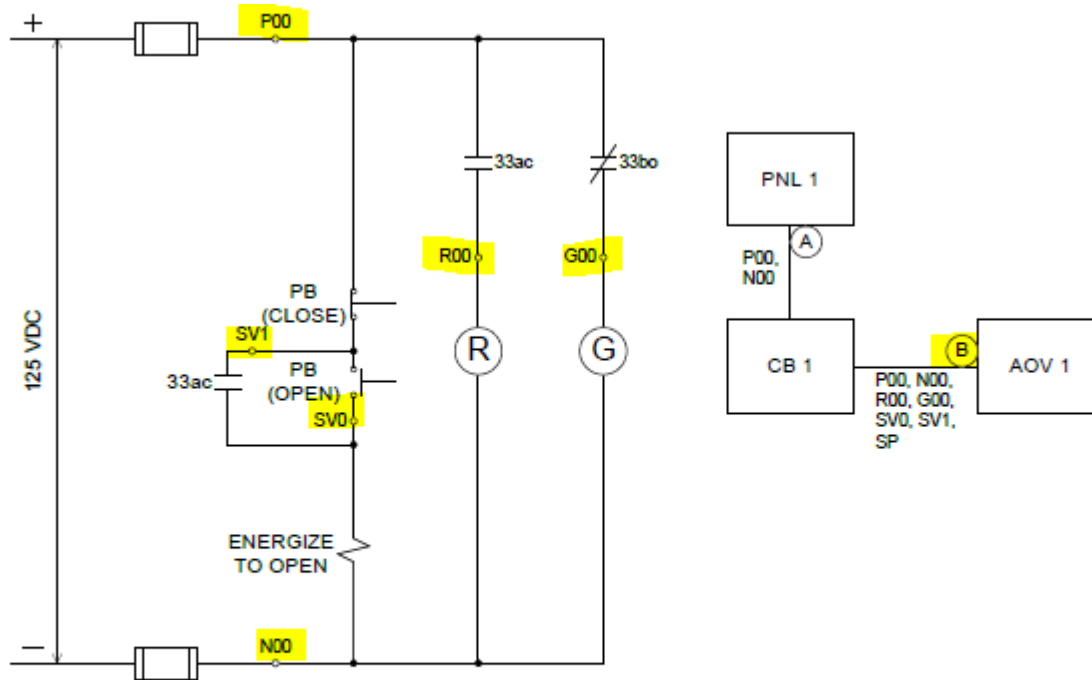 +
P00
33ac
33bo
PNL 1
A
P00,
N00
R00
G00
PB
(CLOSE)
SV1
125 VDC
R
G
33ac
PB
(OPEN)
SV0
CB 1
B
AOV 1
P00, N00,
R00, G00,
SV0, SV1,
SP
ENERGIZE
TO OPEN
N00
−